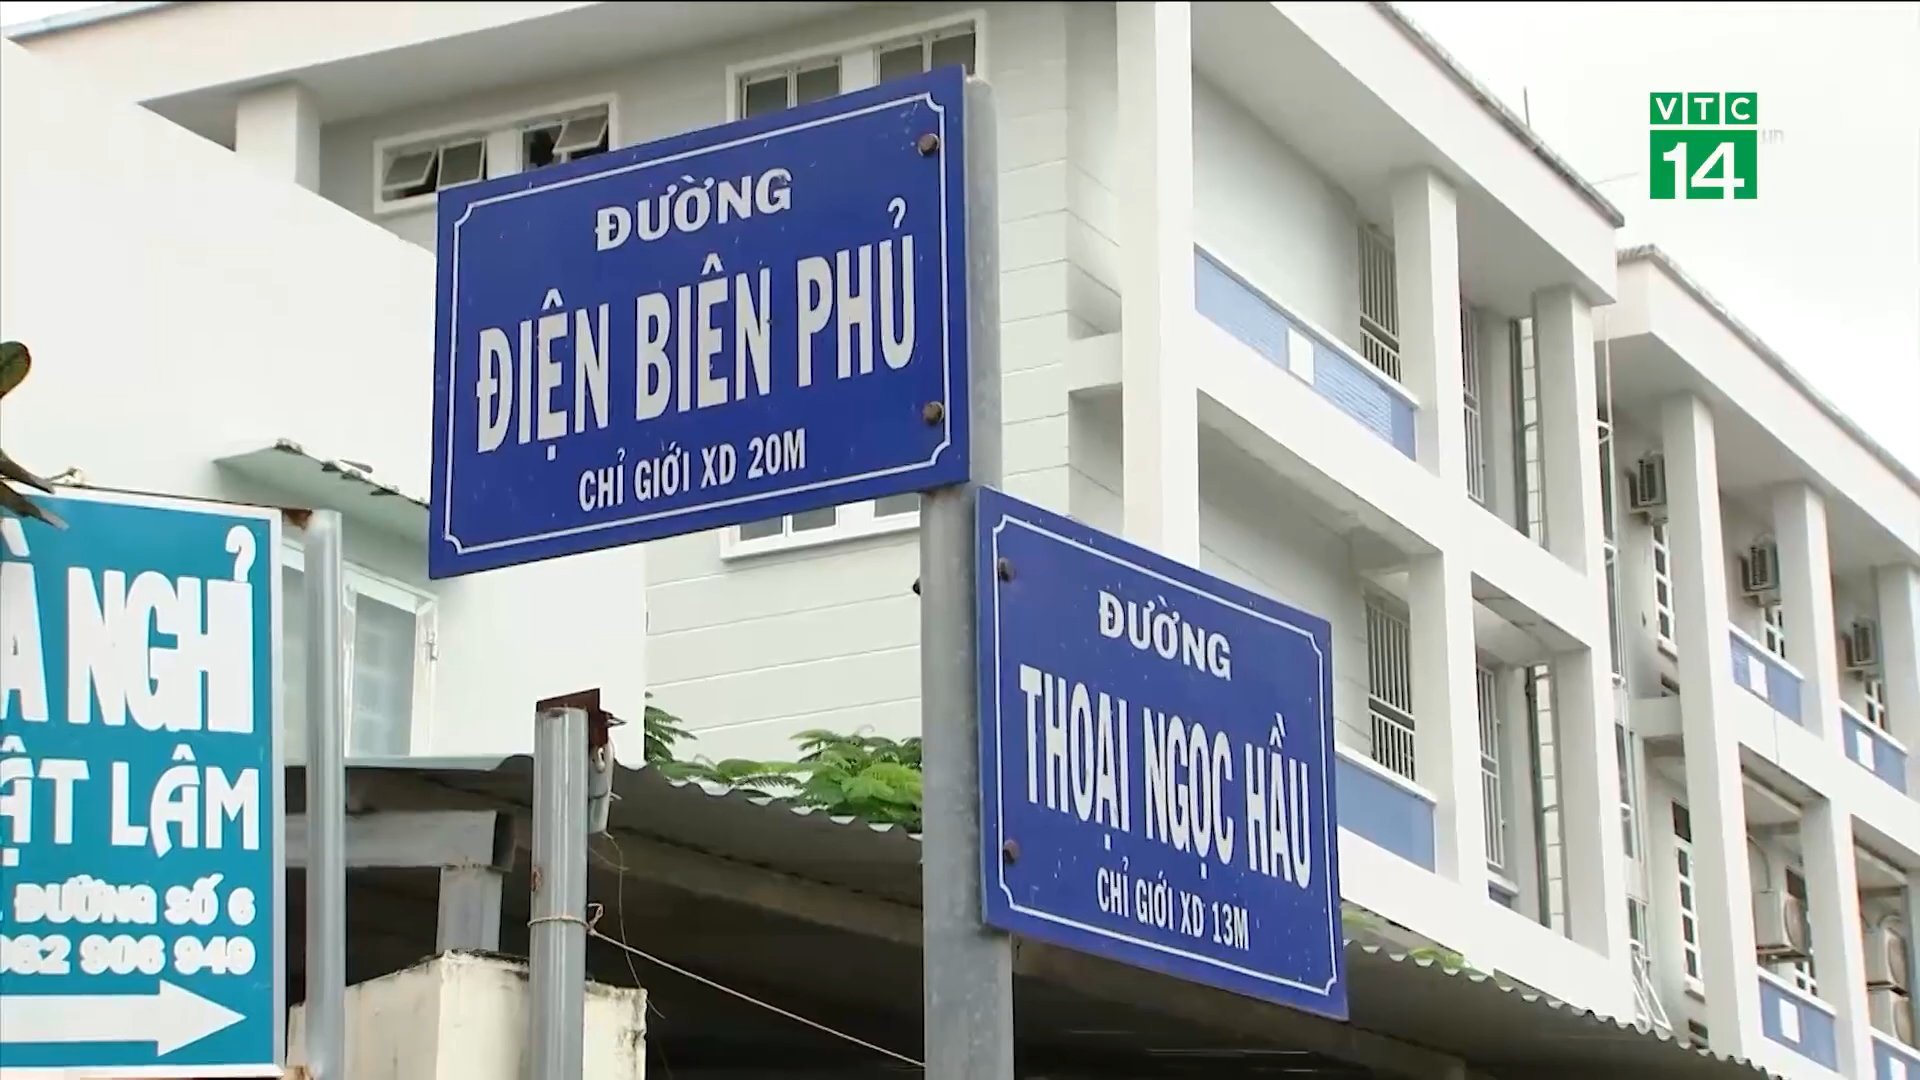 VTC
14
ĐƯỜNG
ĐIỆN BIÊN PHỦ
CHỈ GIỚI XD 20M
ĐƯỜNG
THOẠI NGỌC HẦU
CHỈ GIỚI XD 13M
À NGHỈ
ẬT LÂM
ĐƯỜNG SỐ 6
982 906 949